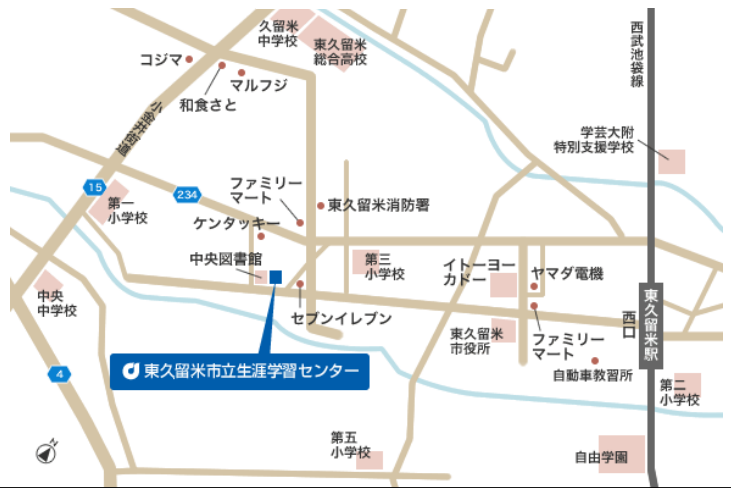 久留米
中学校
東久留米
総合高校
西武池袋線
コジマ
マルフジ
和食さと
小金井街道
学芸大附
特別支援学校
15
234
第一
小学校
ファミリー
マート
東久留米消防署
ケンタッキー
中央図書館
第三
小学校
イトーヨー
カドー
ヤマダ電機
中央
中学校
セブンイレブン
東久留米
市役所
ファミリー
マート
西口
東久留米駅
東久留米市立生涯学習センター
自動車教習所
4
第二
小学校
第五
小学校
自由学園
N